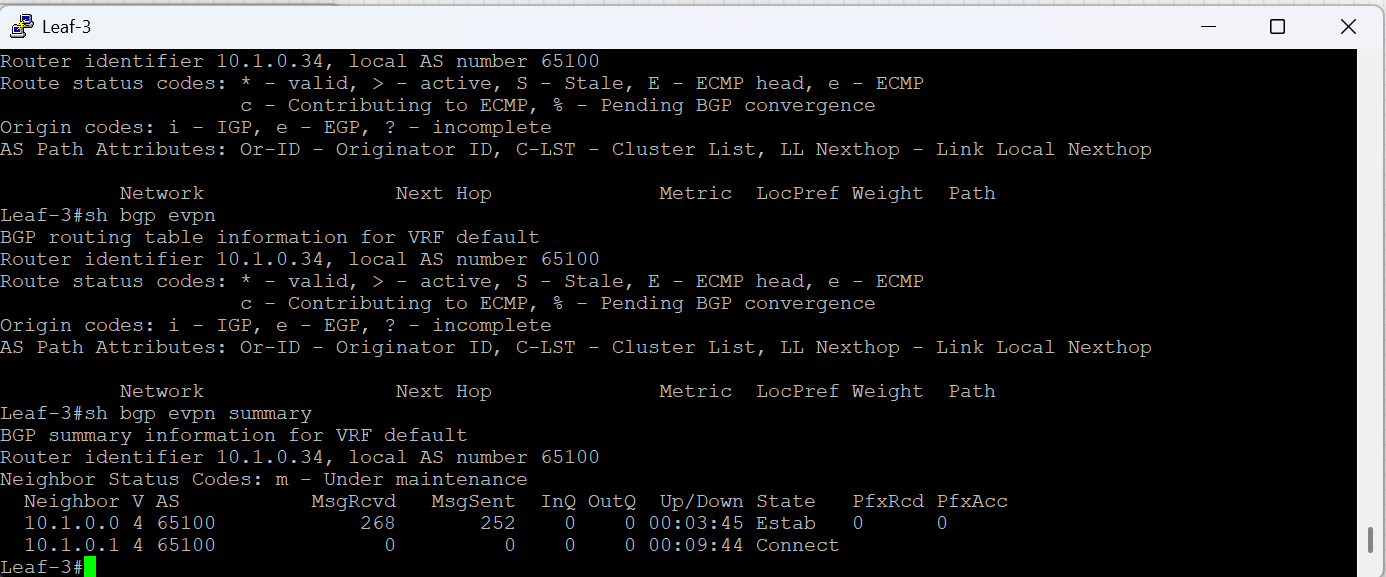 Leaf-3
Router identifier 10.1.0.34, local AS number 65100
Route status codes: * - valid, > - active, S - Stale, E - ECMP head, e - ECMP
                    c - Contributing to ECMP, % - Pending BGP convergence
Origin codes: i - IGP, e - EGP, ? - incomplete
AS Path Attributes: Or-ID - Originator ID, C-LST - Cluster List, LL Nexthop - Link Local Nexthop

          Network                Next Hop              Metric  LocPref Weight  Path
Leaf-3#sh bgp evpn
BGP routing table information for VRF default
Router identifier 10.1.0.34, local AS number 65100
Route status codes: * - valid, > - active, S - Stale, E - ECMP head, e - ECMP
                    c - Contributing to ECMP, % - Pending BGP convergence
Origin codes: i - IGP, e - EGP, ? - incomplete
AS Path Attributes: Or-ID - Originator ID, C-LST - Cluster List, LL Nexthop - Link Local Nexthop

          Network                Next Hop              Metric  LocPref Weight  Path
Leaf-3#sh bgp evpn summary
BGP summary information for VRF default
Router identifier 10.1.0.34, local AS number 65100
Neighbor Status Codes: m - Under maintenance
  Neighbor V AS        MsgRcvd   MsgSent  InQ OutQ  Up/Down State   PfxRcd PfxAcc
  10.1.0.0 4 65100            268       252    0    0 00:03:45 Estab   0      0
  10.1.0.1 4 65100              0         0    0    0 00:09:44 Connect
Leaf-3#